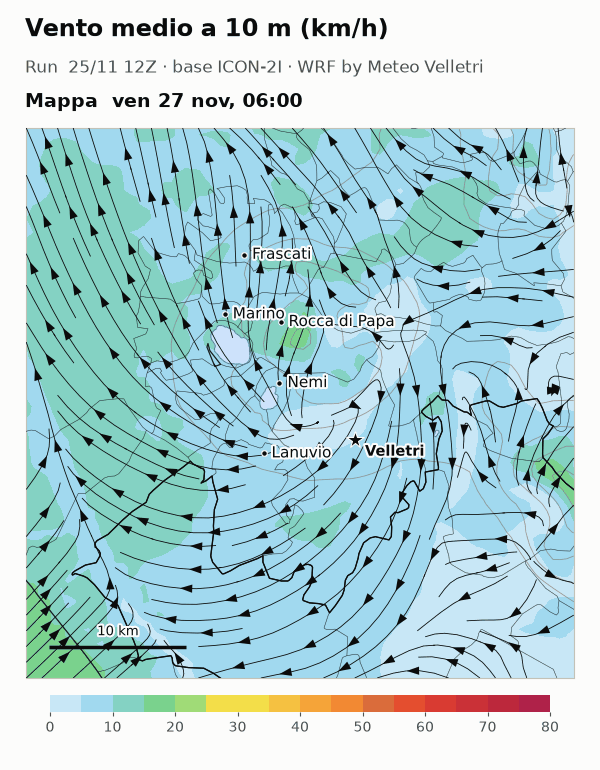 Vento medio a 10 m (km/h)
Run  25/11 12Z · base ICON-2I · WRF by Meteo Velletri
Mappa  ven 27 nov, 06:00
Frascati
Marino
Rocca di Papa
Nemi
Velletri
Lanuvio
10 km
0 10 20 30 40 50 60 70 80